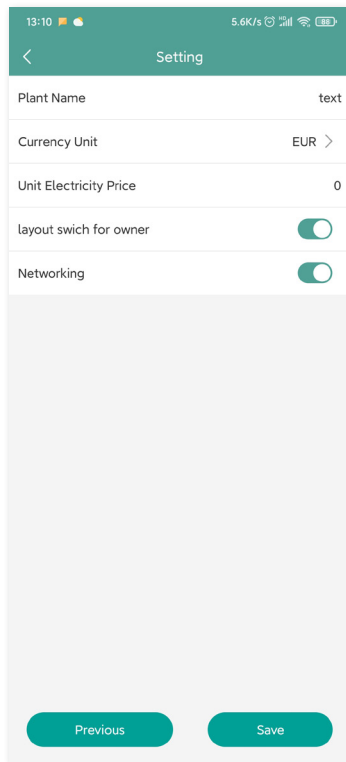 13:10 5.6K/s 88
Setting
Plant Name text
Currency Unit EUR
Unit Electricity Price 0
layout swich for owner
Networking
Previous Save